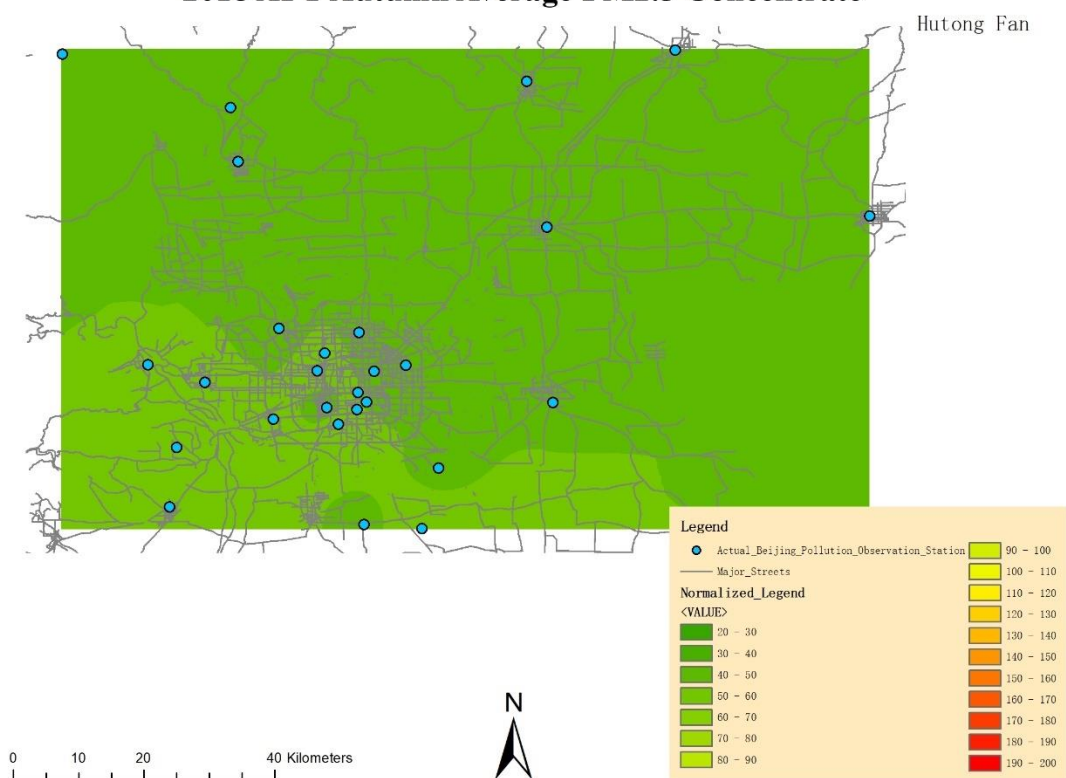 Hutong Fan
Legend
Actual_Beijing_Pollution_Observation_Station
Major_Streets
Normalized_Legend
<VALUE>
20 - 30
30 - 40
40 - 50
50 - 60
60 - 70
70 - 80
80 - 90
90 - 100
100 - 110
110 - 120
120 - 130
130 - 140
140 - 150
150 - 160
160 - 170
170 - 180
180 - 190
190 - 200
N
0 10 20 40 Kilometers